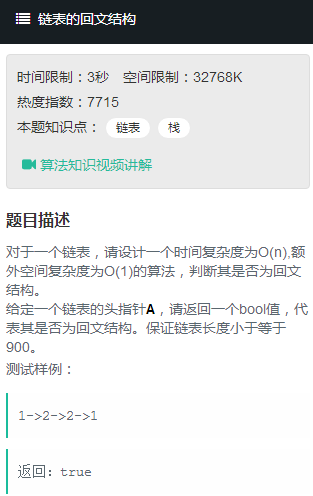 链表的回文结构
时间限制：3秒 空间限制：32768K
热度指数：7715
本题知识点： 链表 栈
算法知识视频讲解
题目描述
对于一个链表，请设计一个时间复杂度为O(n),额
外空间复杂度为O(1)的算法，判断其是否为回文
结构。
给定一个链表的头指针A，请返回一个bool值，代
表其是否为回文结构。保证链表长度小于等于
900。
测试样例：
1->2->2->1
返回：true